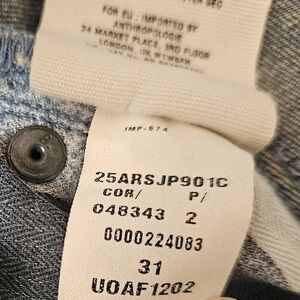 FOR EU: IMPORTED BY
ANTHROPOLOGIE
24 MARKET PLACE, 3RD FLOOR
LONDON, UK W1W8AN
IMP-674
25ARSJP901C
COR/ P/
048343 2
0000224083
31
UOAF1202